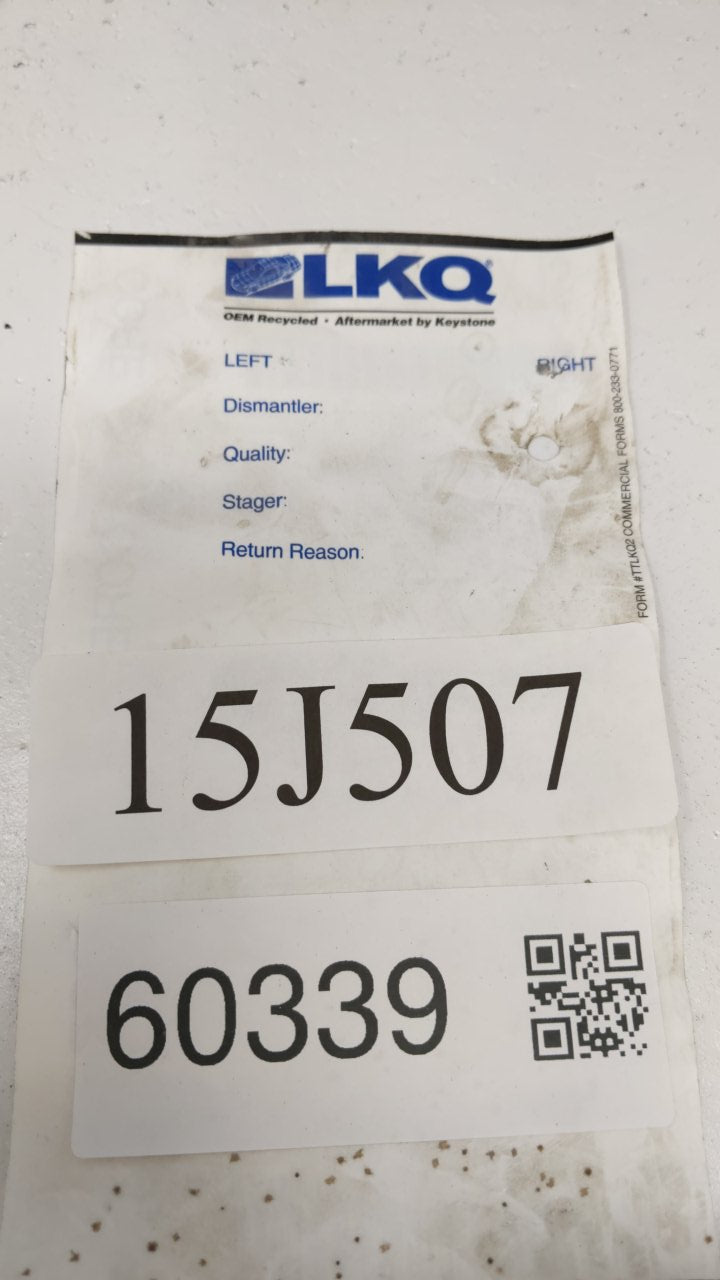 LKQ®
OEM Recycled • Aftermarket by Keystone
LEFT RIGHT
Dismantler:
Quality:
Stager:
Return Reason:
FORM #TTLKQ2 COMMERCIAL FORMS 800-233-0771
15J507
60339